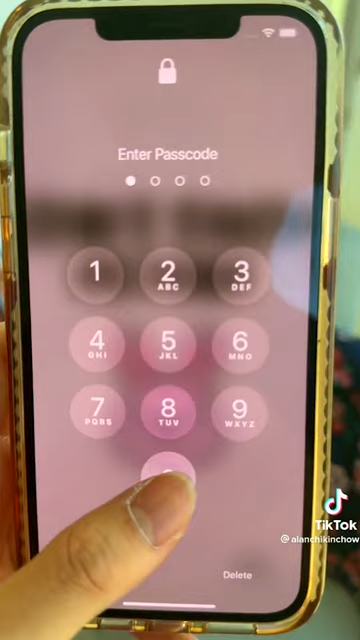 Enter Passcode
1 2 3
ABC DEF
4 5 6
GHI JKL MNO
7 8 9
PQRS TUV WXYZ
TikTok
@alanchikinchow
Delete